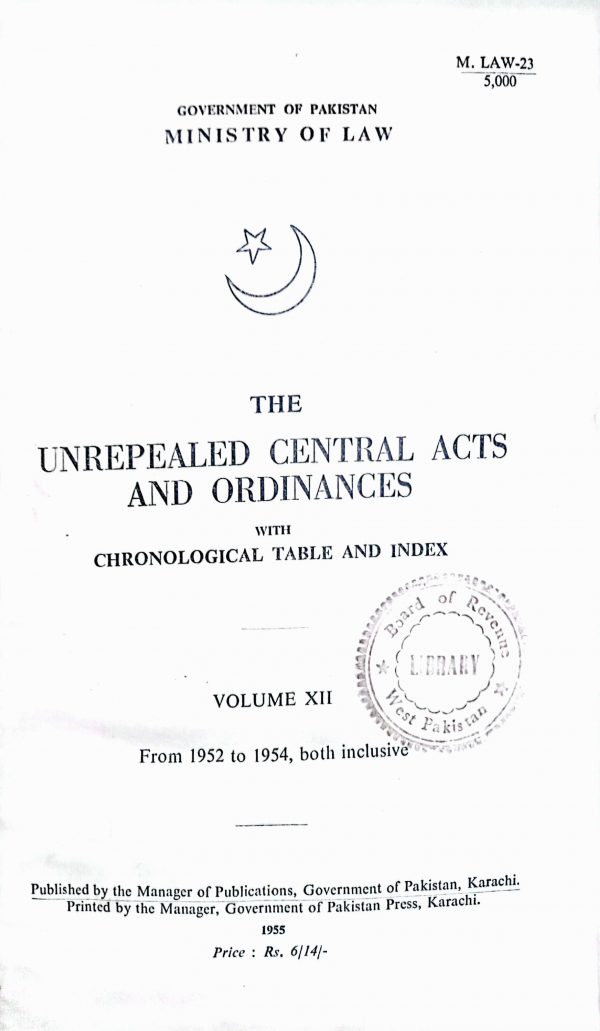 M. LAW-23
5,000
GOVERNMENT OF PAKISTAN
MINISTRY OF LAW
THE
UNREPEALED CENTRAL ACTS
AND ORDINANCES
WITH
CHRONOLOGICAL TABLE AND INDEX
Board of Revenue
LIBRARY
West Pakistan
VOLUME XII
From 1952 to 1954, both inclusive
Published by the Manager of Publications, Government of Pakistan, Karachi.
Printed by the Manager, Government of Pakistan Press, Karachi.
1955
Price : Rs. 6/14/-